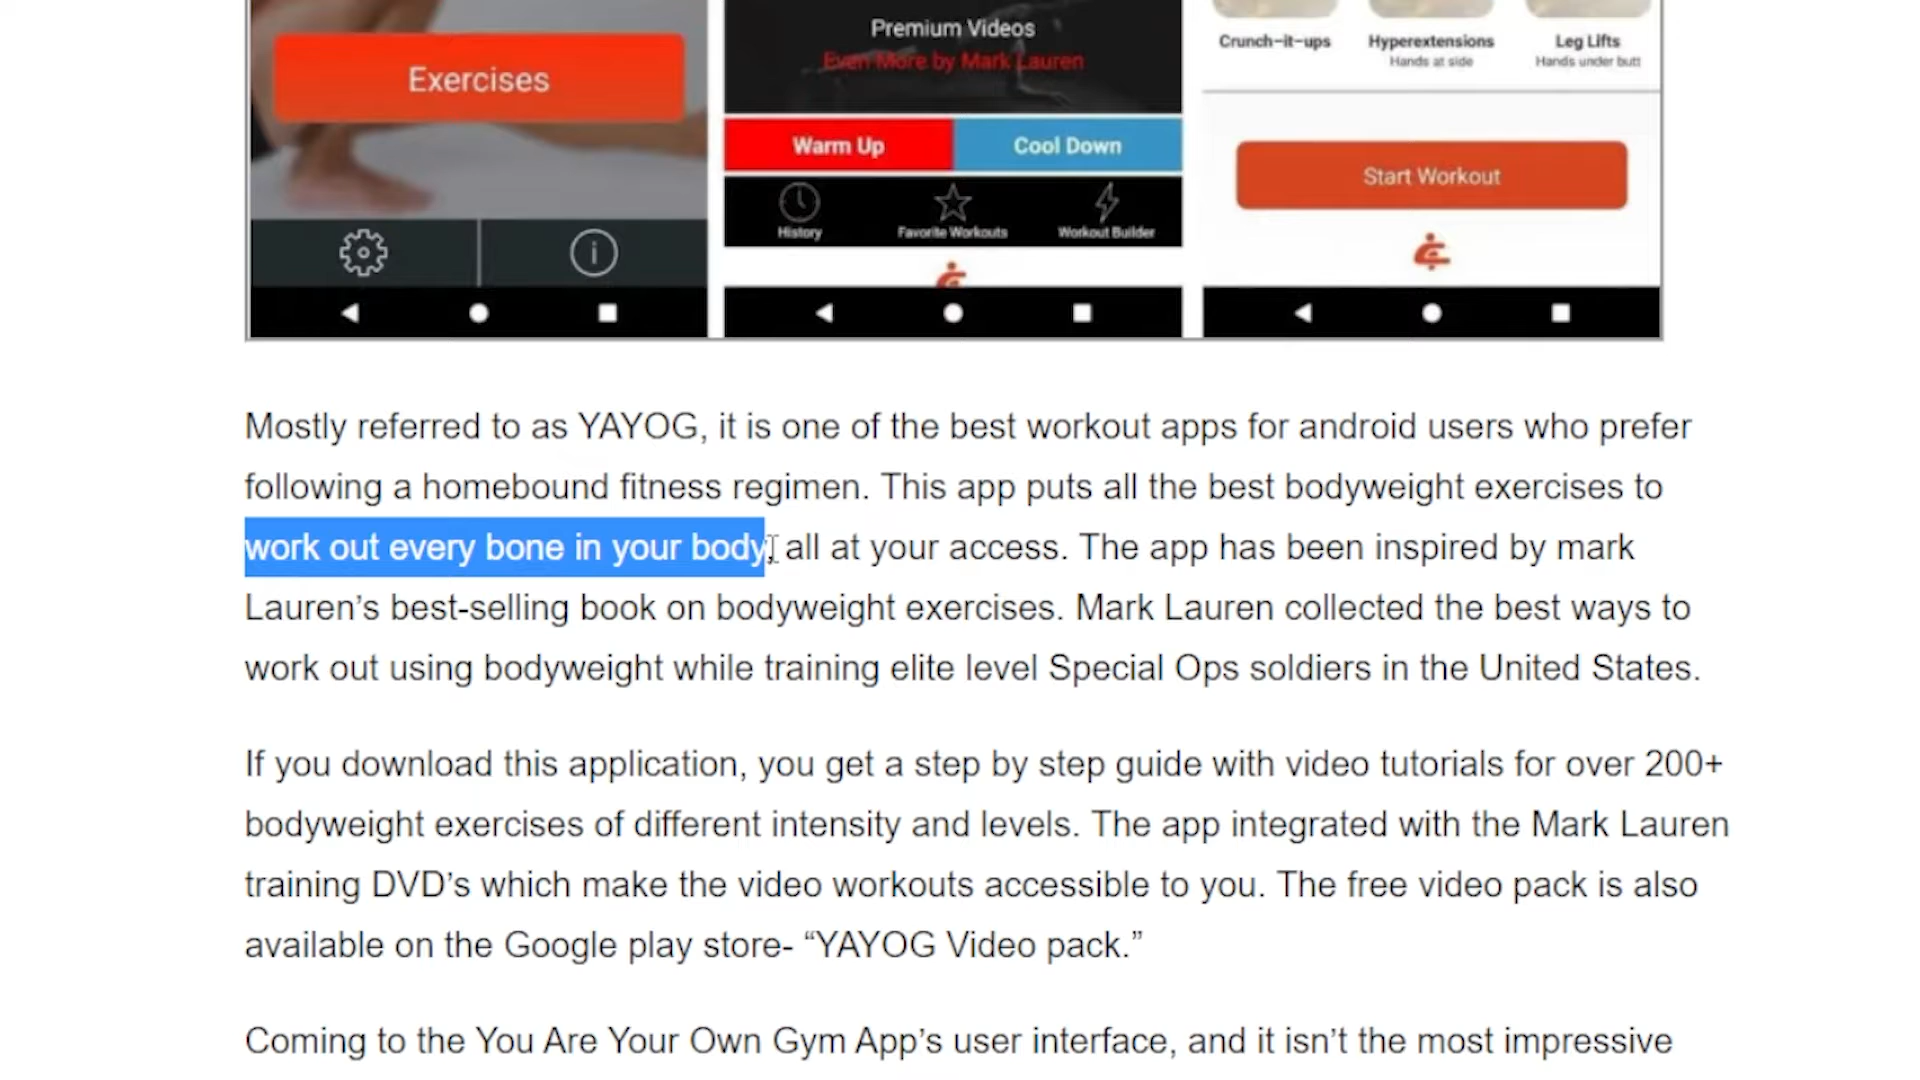 Exercises
Premium Videos
Even More by Mark Lauren
Warm Up
Cool Down
History
Favorite Workouts
Workout Builder
Crunch-it-ups
Hyperextensions
Hands at side
Leg Lifts
Hands under butt
Start Workout
Mostly referred to as YAYOG, it is one of the best workout apps for android users who prefer
following a homebound fitness regimen. This app puts all the best bodyweight exercises to
work out every bone in your body, all at your access. The app has been inspired by mark
Lauren’s best-selling book on bodyweight exercises. Mark Lauren collected the best ways to
work out using bodyweight while training elite level Special Ops soldiers in the United States.
If you download this application, you get a step by step guide with video tutorials for over 200+
bodyweight exercises of different intensity and levels. The app integrated with the Mark Lauren
training DVD’s which make the video workouts accessible to you. The free video pack is also
available on the Google play store- “YAYOG Video pack.”
Coming to the You Are Your Own Gym App’s user interface, and it isn’t the most impressive